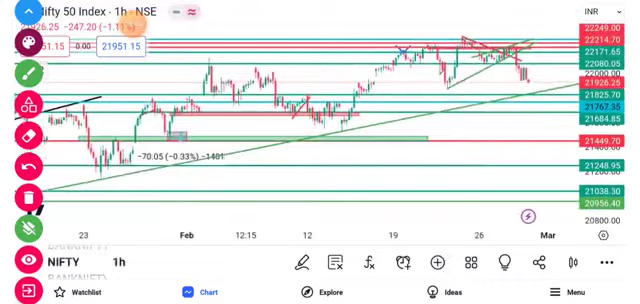 Nifty 50 Index · 1h · NSE
INR
21926.25 -247.20 (-1.11%)
51.15
0.00
21951.15
22249.00
22214.70
22171.65
22080.05
22000.00
21926.25
21825.70
21767.35
21684.85
21449.70
21248.95
21038.30
20956.40
20800.00
−70.05 (−0.33%) −1401
23
Feb
12:15
12
19
26
Mar
NIFTY
1h
BANKNIFTY
Watchlist
Chart
Explore
Ideas
Menu